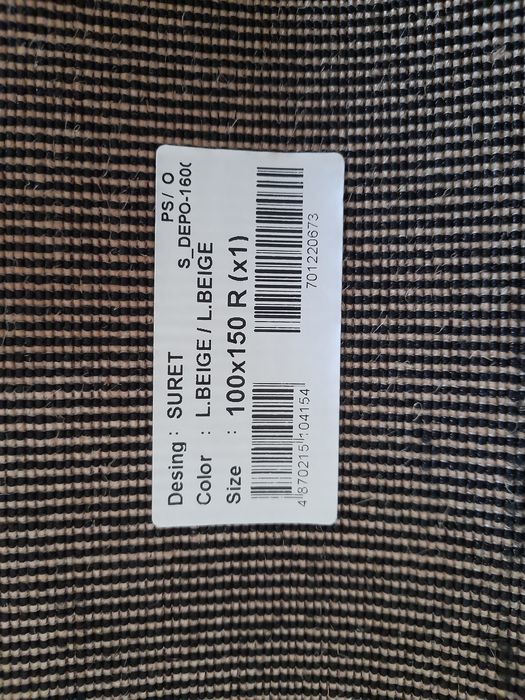 PS/ O
S_DEPO-160(
Desing : SURET
Color : L.BEIGE / L.BEIGE
Size : 100x150 R (x1)
4 870215 104154
701220673